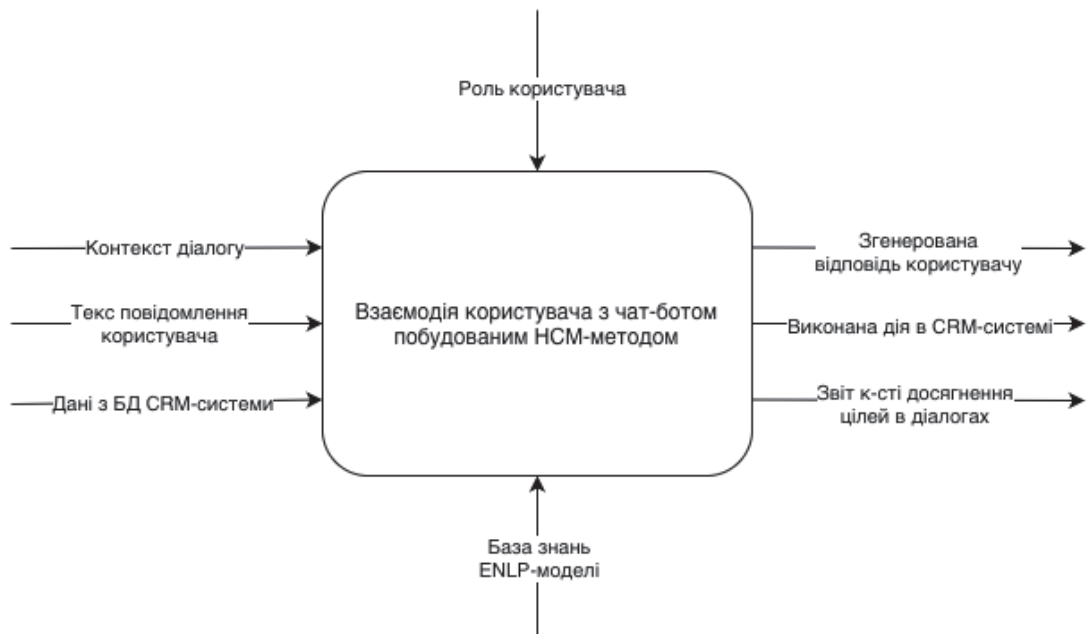 Роль користувача
Контекст діалогу
Текс повідомлення
користувача
Дані з БД CRM-системи
Взаємодія користувача з чат-ботом
побудованим НСМ-методом
Згенерована
відповідь користувачу
Виконана дія в CRM-системі
Звіт к-сті досягнення
цілей в діалогах
База знань
ENLP-моделі